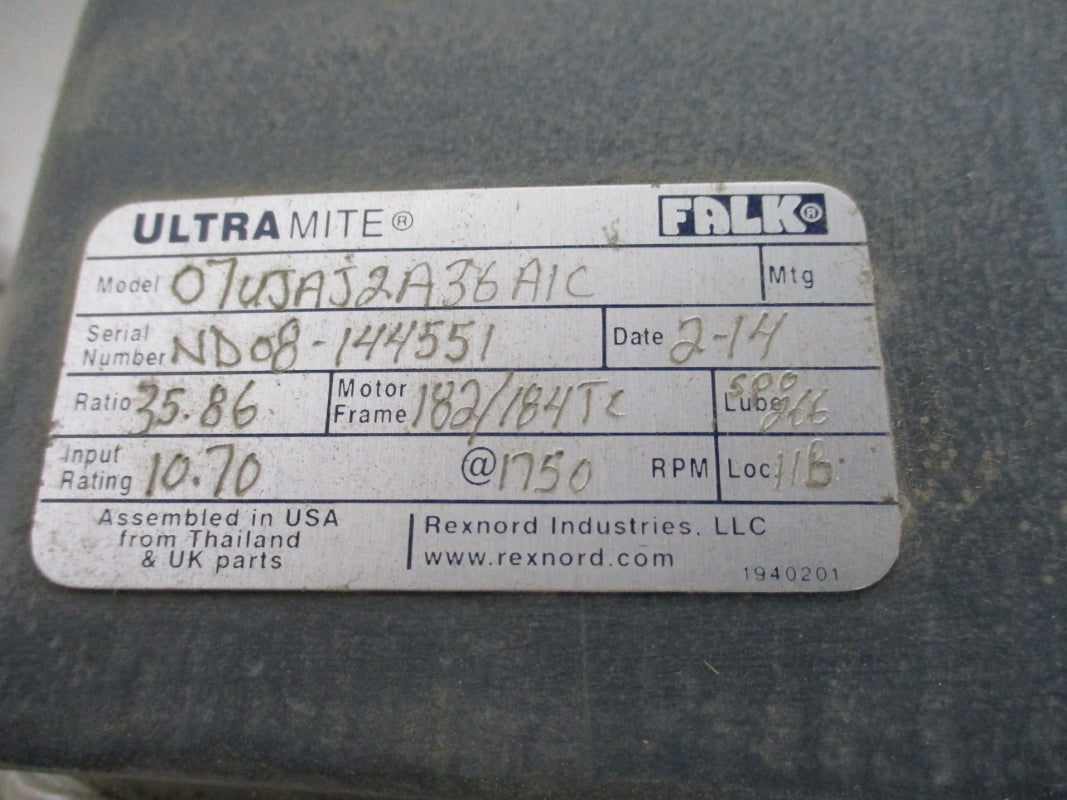 ULTRAMITE® FALK®
Model 07UJAJ2A36A1C Mtg
Serial Number ND08-144551 Date 2-14
Ratio 35.86 Motor Frame 182/184TC Lube
Input Rating 10.70 @1750 RPM Loc 11B
Assembled in USA
from Thailand
& UK parts
Rexnord Industries, LLC
www.rexnord.com
1940201